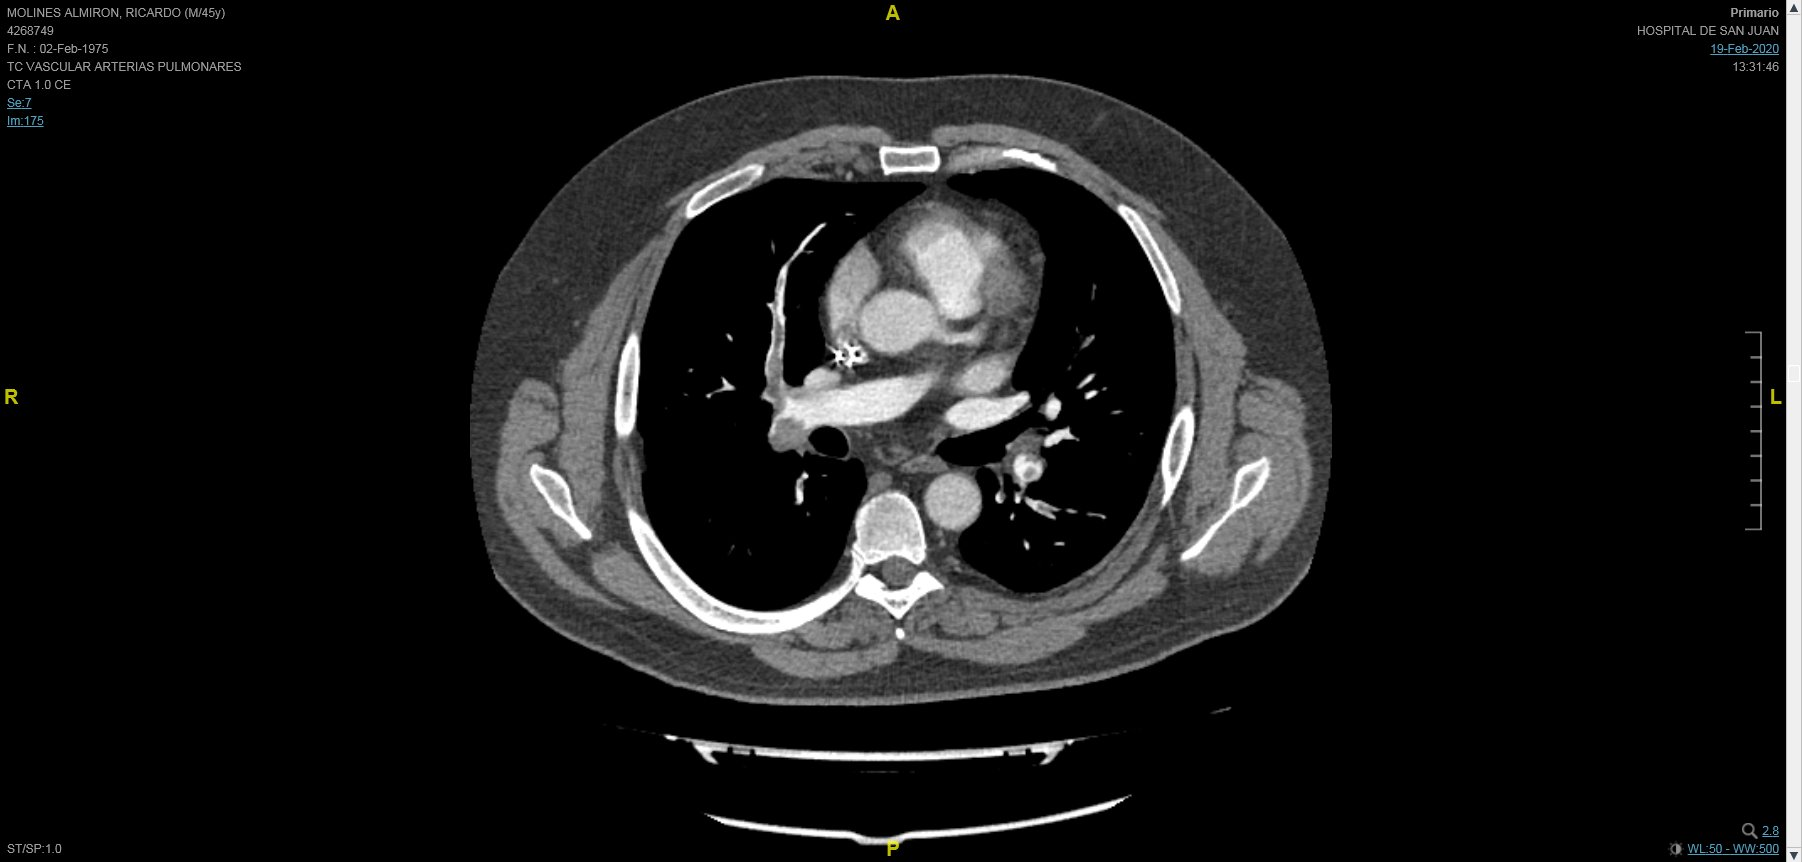 MOLINES ALMIRON, RICARDO (M/45y)
4268749
F.N. : 02-Feb-1975
TC VASCULAR ARTERIAS PULMONARES
CTA 1.0 CE
Se:7
Im:175
A
Primario
HOSPITAL DE SAN JUAN
19-Feb-2020
13:31:46
R
L
P
ST/SP:1.0
2.8
WL:50 - WW:500